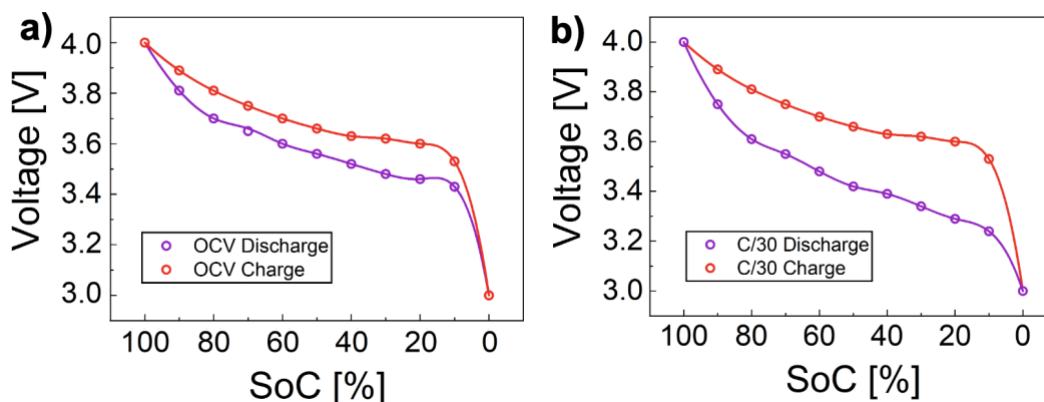 a)
Voltage [V]
4.0
3.8
3.6
3.4
3.2
3.0
OCV Discharge
OCV Charge
100 80 60 40 20 0
SoC [%]
b)
Voltage [V]
4.0
3.8
3.6
3.4
3.2
3.0
C/30 Discharge
C/30 Charge
100 80 60 40 20 0
SoC [%]